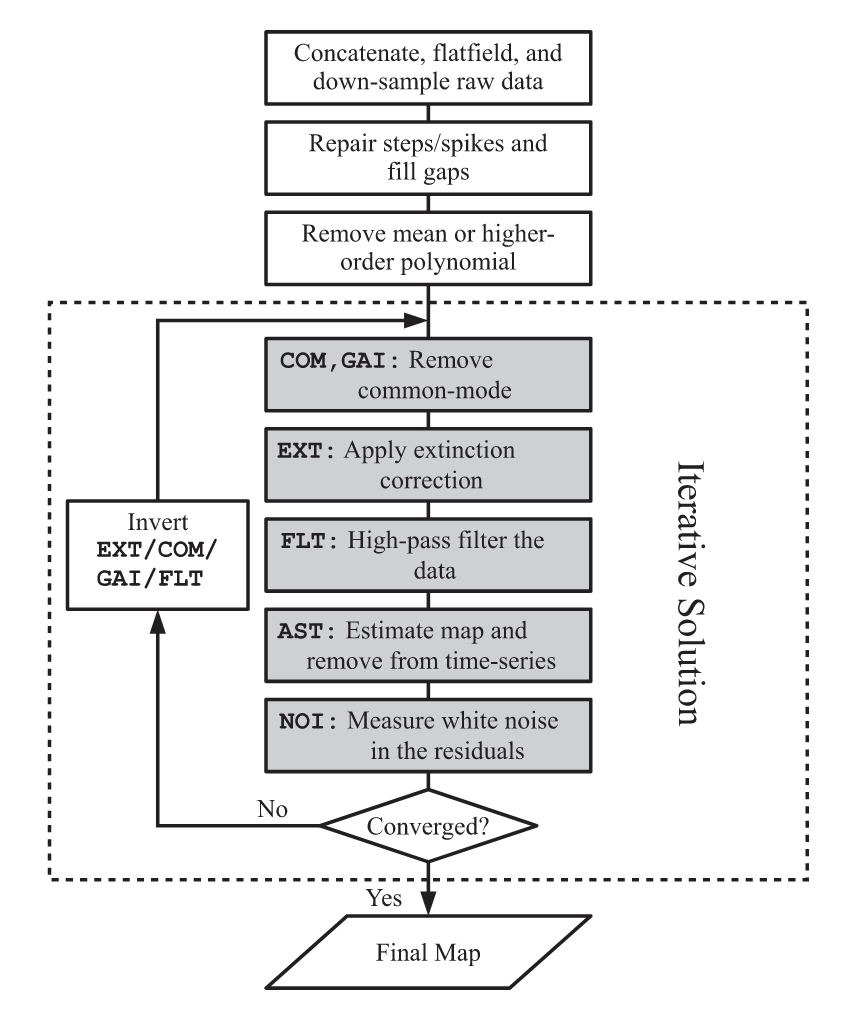 Concatenate, flatfield, and
down-sample raw data
Repair steps/spikes and
fill gaps
Remove mean or higher-
order polynomial
COM,GAI: Remove
common-mode
EXT: Apply extinction
correction
FLT: High-pass filter the
data
AST: Estimate map and
remove from time-series
NOI: Measure white noise
in the residuals
Invert
EXT/COM/
GAI/FLT
Iterative Solution
No
Converged?
Yes
Final Map